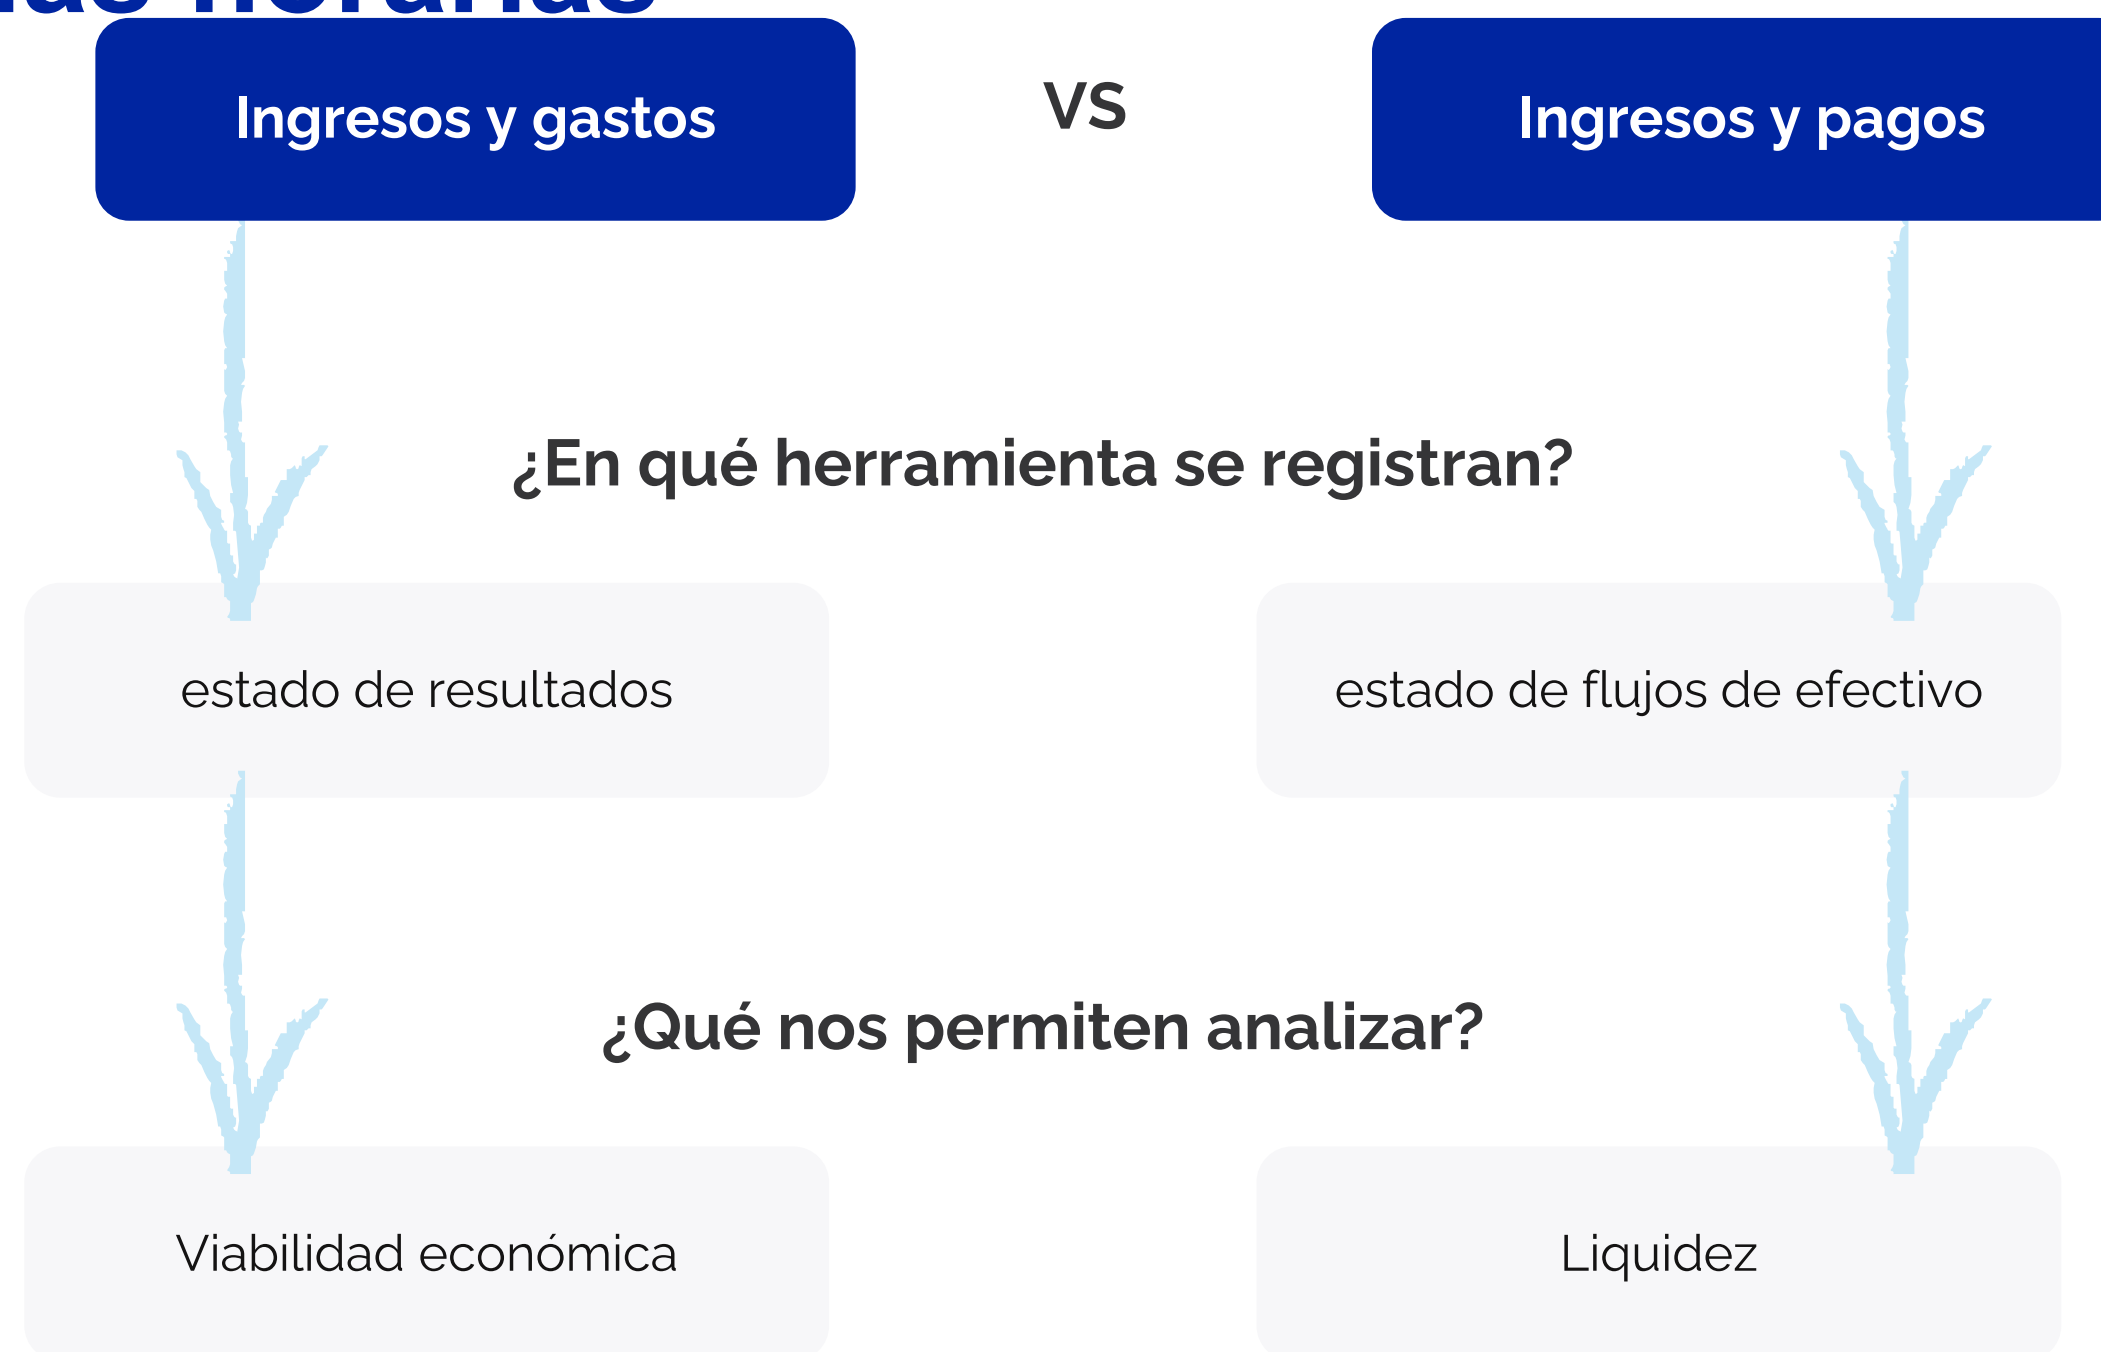 Ingresos y gastos
VS
Ingresos y pagos
¿En qué herramienta se registran?
estado de resultados
estado de flujos de efectivo
¿Qué nos permiten analizar?
Viabilidad económica
Liquidez